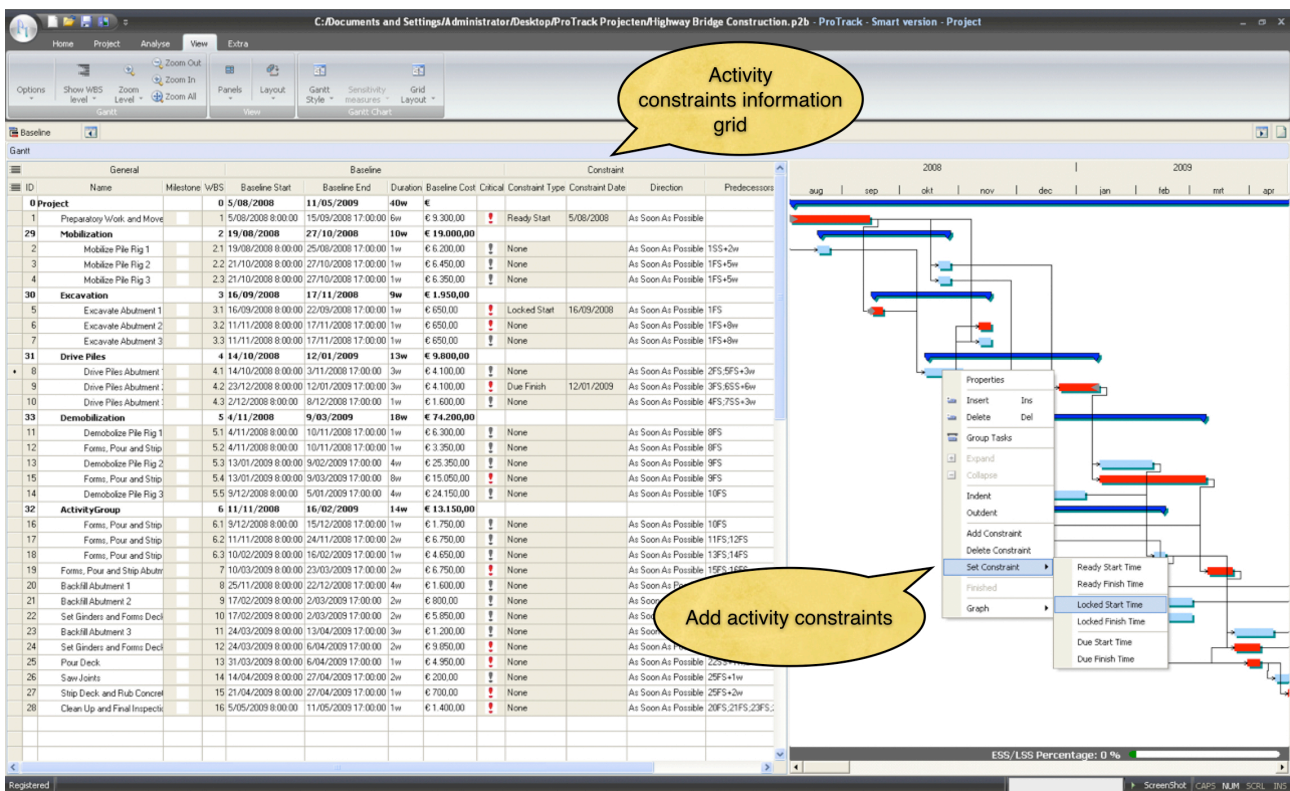 C:/Documents and Settings/Administrator/Desktop/ProTrack Projecten/Highway Bridge Construction.p2b - ProTrack - Smart version - Project
Home Project Analyse View Extra
Options Show WBS level Zoom Level Zoom Out Zoom In Zoom All Panels Layout Gantt Style Sensitivity measures Grid Layout
Gantt View Gantt Chart
Activity
constraints information
grid
Baseline
Gantt
General Baseline Constraint 2008 2009
ID Name Milestone WBS Baseline Start Baseline End Duration Baseline Cost Critical Constraint Type Constraint Date Direction Predecessors aug sep okt nov dec jan feb mrt apr
0 Project 0 5/08/2008 11/05/2009 40w €
1 Preparatory Work and Move 1 5/08/2008 8:00:00 15/09/2008 17:00:00 6w € 9.300,00 Ready Start 5/08/2008 As Soon As Possible
29 Mobilization 2 19/08/2008 27/10/2008 10w € 19.000,00
2 Mobilize Pile Rig 1 2.1 19/08/2008 8:00:00 25/08/2008 17:00:00 1w € 6.200,00 None As Soon As Possible 1SS+2w
3 Mobilize Pile Rig 2 2.2 21/10/2008 8:00:00 27/10/2008 17:00:00 1w € 6.450,00 None As Soon As Possible 1FS+5w
4 Mobilize Pile Rig 3 2.3 21/10/2008 8:00:00 27/10/2008 17:00:00 1w € 6.350,00 None As Soon As Possible 1FS+5w
30 Excavation 3 16/09/2008 17/11/2008 9w € 1.950,00
5 Excavate Abutment 1 3.1 16/09/2008 8:00:00 22/09/2008 17:00:00 1w € 650,00 Locked Start 16/09/2008 As Soon As Possible 1FS
6 Excavate Abutment 2 3.2 11/11/2008 8:00:00 17/11/2008 17:00:00 1w € 650,00 None As Soon As Possible 1FS+8w
7 Excavate Abutment 3 3.3 11/11/2008 8:00:00 17/11/2008 17:00:00 1w € 650,00 None As Soon As Possible 1FS+8w
31 Drive Piles 4 14/10/2008 12/01/2009 13w € 9.800,00
8 Drive Piles Abutment 4.1 14/10/2008 8:00:00 3/11/2008 17:00:00 3w € 4.100,00 None As Soon As Possible 2FS;5FS+3w
9 Drive Piles Abutment 4.2 23/12/2008 8:00:00 12/01/2009 17:00:00 3w € 4.100,00 Due Finish 12/01/2009 As Soon As Possible 3FS;6SS+6w
10 Drive Piles Abutment 4.3 2/12/2008 8:00:00 8/12/2008 17:00:00 1w € 1.600,00 None As Soon As Possible 4FS;7SS+3w
33 Demobilization 5 4/11/2008 9/03/2009 18w € 74.200,00
11 Demobolize Pile Rig 1 5.1 4/11/2008 8:00:00 10/11/2008 17:00:00 1w € 6.300,00 None As Soon As Possible 8FS
12 Forms, Pour and Strip 5.2 4/11/2008 8:00:00 10/11/2008 17:00:00 1w € 3.350,00 None As Soon As Possible 8FS
13 Demobolize Pile Rig 2 5.3 13/01/2009 8:00:00 9/02/2009 17:00:00 4w € 25.350,00 None As Soon As Possible 9FS
15 Forms, Pour and Strip 5.4 13/01/2009 8:00:00 9/03/2009 17:00:00 8w € 15.050,00 None As Soon As Possible 9FS
14 Demobolize Pile Rig 3 5.5 9/12/2008 8:00:00 5/01/2009 17:00:00 4w € 24.150,00 None As Soon As Possible 10FS
32 ActivityGroup 6 11/11/2008 16/02/2009 14w € 13.150,00
16 Forms, Pour and Strip 6.1 9/12/2008 8:00:00 15/12/2008 17:00:00 1w € 1.750,00 None As Soon As Possible 10FS
17 Forms, Pour and Strip 6.2 11/11/2008 8:00:00 24/11/2008 17:00:00 2w € 6.750,00 None As Soon As Possible 11FS;12FS
18 Forms, Pour and Strip 6.3 10/02/2009 8:00:00 16/02/2009 17:00:00 1w € 4.650,00 None As Soon As Possible 13FS;14FS
19 Forms, Pour and Strip Abutm 7 10/03/2009 8:00:00 23/03/2009 17:00:00 2w € 6.750,00 None As Soon As Possible 15FS;16FS
20 Backfill Abutment 1 8 25/11/2008 8:00:00 22/12/2008 17:00:00 4w € 1.600,00 None
21 Backfill Abutment 2 9 17/02/2009 8:00:00 2/03/2009 17:00:00 2w € 800,00 None
22 Set Ginders and Forms Deck 10 17/02/2009 8:00:00 2/03/2009 17:00:00 2w € 5.850,00 None
23 Backfill Abutment 3 11 24/03/2009 8:00:00 13/04/2009 17:00:00 3w € 1.200,00 None
24 Set Ginders and Forms Deck 12 24/03/2009 8:00:00 6/04/2009 17:00:00 2w € 9.850,00 None As Soon As
25 Pour Deck 13 31/03/2009 8:00:00 6/04/2009 17:00:00 1w € 4.950,00 None As Soon As Possible
26 Saw Joints 14 14/04/2009 8:00:00 27/04/2009 17:00:00 2w € 200,00 None As Soon As Possible 25FS+1w
27 Strip Deck and Rub Concret 15 21/04/2009 8:00:00 27/04/2009 17:00:00 1w € 700,00 None As Soon As Possible 25FS+2w
28 Clean Up and Final Inspectic 16 5/05/2009 8:00:00 11/05/2009 17:00:00 1w € 1.400,00 None As Soon As Possible 20FS;21FS;23FS;
Properties
Insert Ins
Delete Del
Group Tasks
Expand
Collapse
Indent
Outdent
Add Constraint
Delete Constraint
Set Constraint
Finished
Graph
Ready Start Time
Ready Finish Time
Locked Start Time
Locked Finish Time
Due Start Time
Due Finish Time
Add activity constraints
ESS/LSS Percentage: 0 %
Registered ScreenShot CAPS NUM SCRL INS